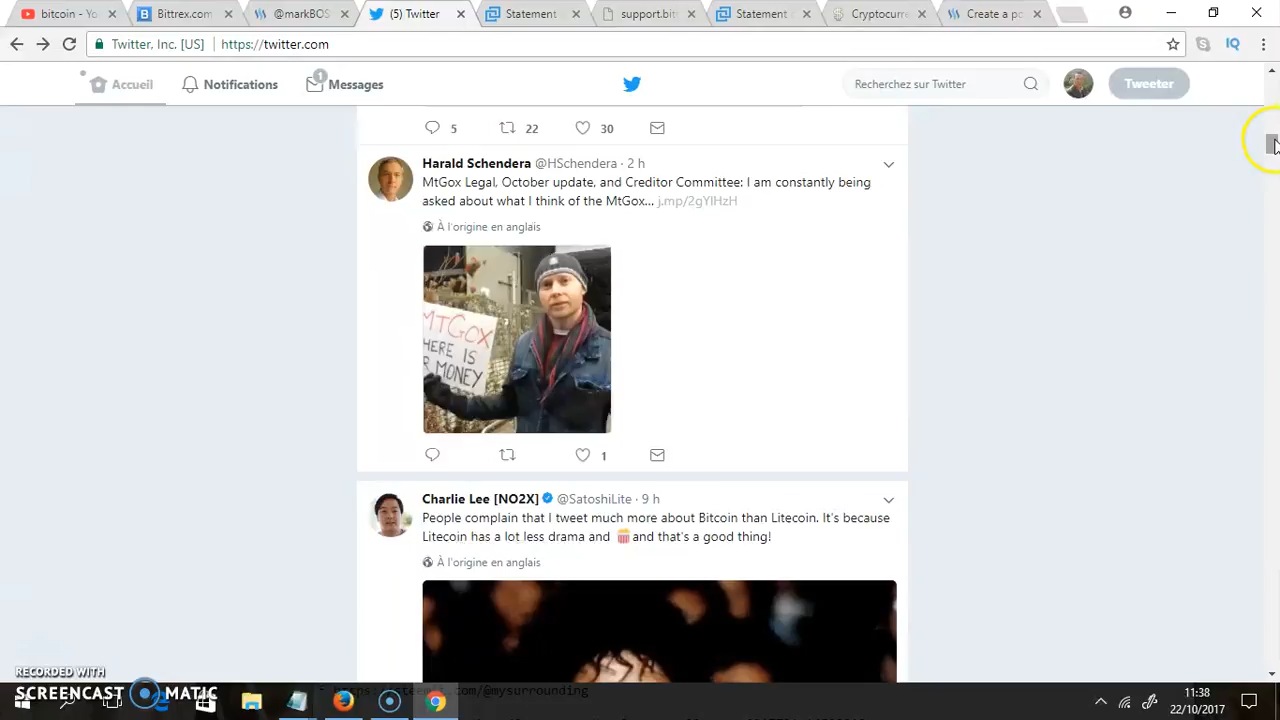 bitcoin - Yo
Bittrex.com
@markBOS
(5) Twitter
Statement
support.bit
Statement
Cryptocurre
Create a po
Twitter, Inc. [US]
https://twitter.com
Accueil
Notifications
1
Messages
Recherchez sur Twitter
Tweeter
5
22
30
Harald Schendera @HSchendera · 2 h
MtGox Legal, October update, and Creditor Committee: I am constantly being
asked about what I think of the MtGox... j.mp/2gYIHzH
À l'origine en anglais
MTGOX
HERE IS
R MONEY
1
Charlie Lee [NO2X] @SatoshiLite · 9 h
People complain that I tweet much more about Bitcoin than Litecoin. It's because
Litecoin has a lot less drama and 🍿 and that's a good thing!
À l'origine en anglais
RECORDED WITH
SCREENCAST MATIC
https://steemit.com/@mysurrounding
11:38
22/10/2017